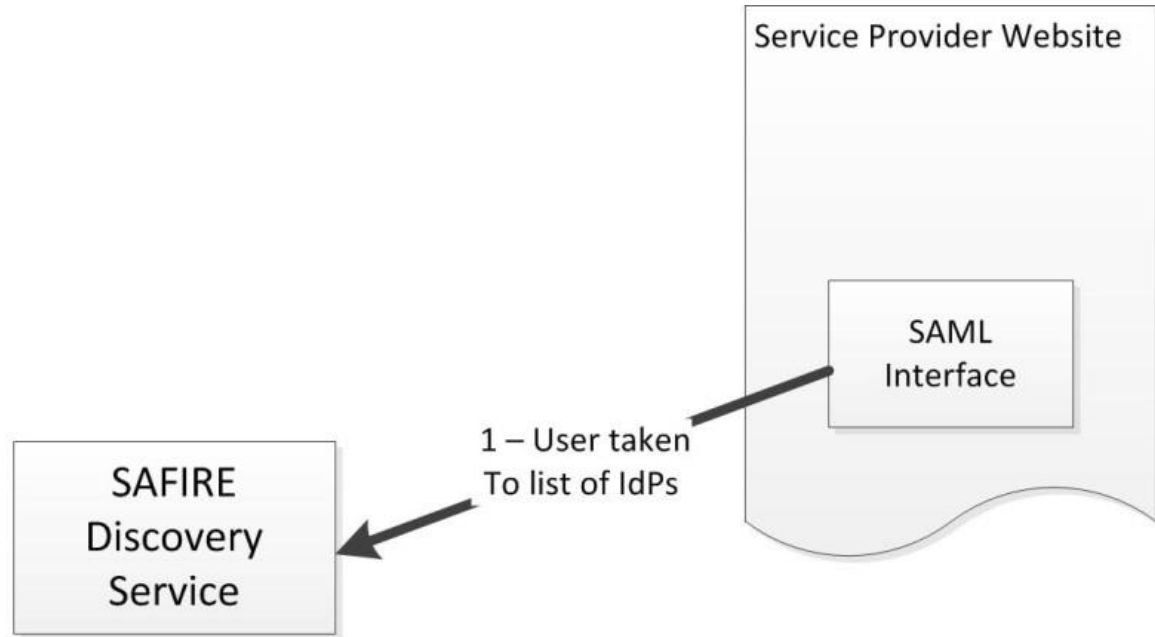 Service Provider Website
SAML
Interface
1 – User taken
To list of IdPs
SAFIRE
Discovery
Service